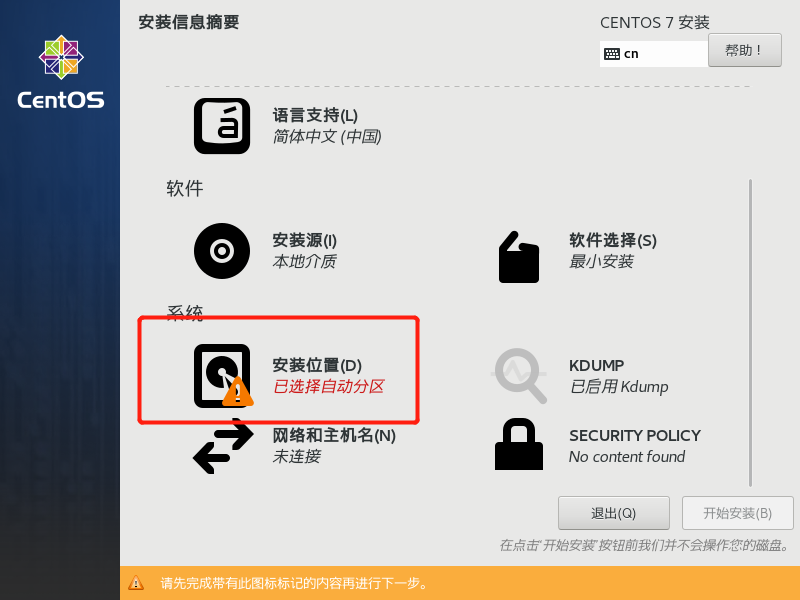 安装信息摘要
CENTOS 7 安装
cn
帮助！
CentOS
语言支持(L)
简体中文 (中国)
软件
安装源(I)
本地介质
软件选择(S)
最小安装
系统
安装位置(D)
已选择自动分区
KDUMP
已启用 Kdump
网络和主机名(N)
未连接
SECURITY POLICY
No content found
退出(Q)
开始安装(B)
在点击“开始安装”按钮前我们并不会操作您的磁盘。
请先完成带有此图标标记的内容再进行下一步。